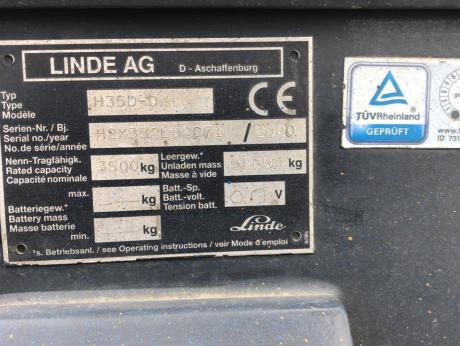 LINDE AG D - Aschaffenburg
Typ
Type H35D-
Modèle
CE
Serien-Nr. / Bj.
Serial no./year / 2000
No. de série/année
Nenn-Tragfähigk. Leergew.*
Rated capacity 3500 kg Unladen mass kg
Capacité nominale Masse à vide
max. kg Batt.-Sp.
Batteriegew.* Batt.-volt. V
Battery mass Tension batt.
Masse batterie
min. kg
Linde
*s. Betriebsanl. / see Operating instructions / voir Mode d'emploi
TÜVRheinland
GEPRÜFT